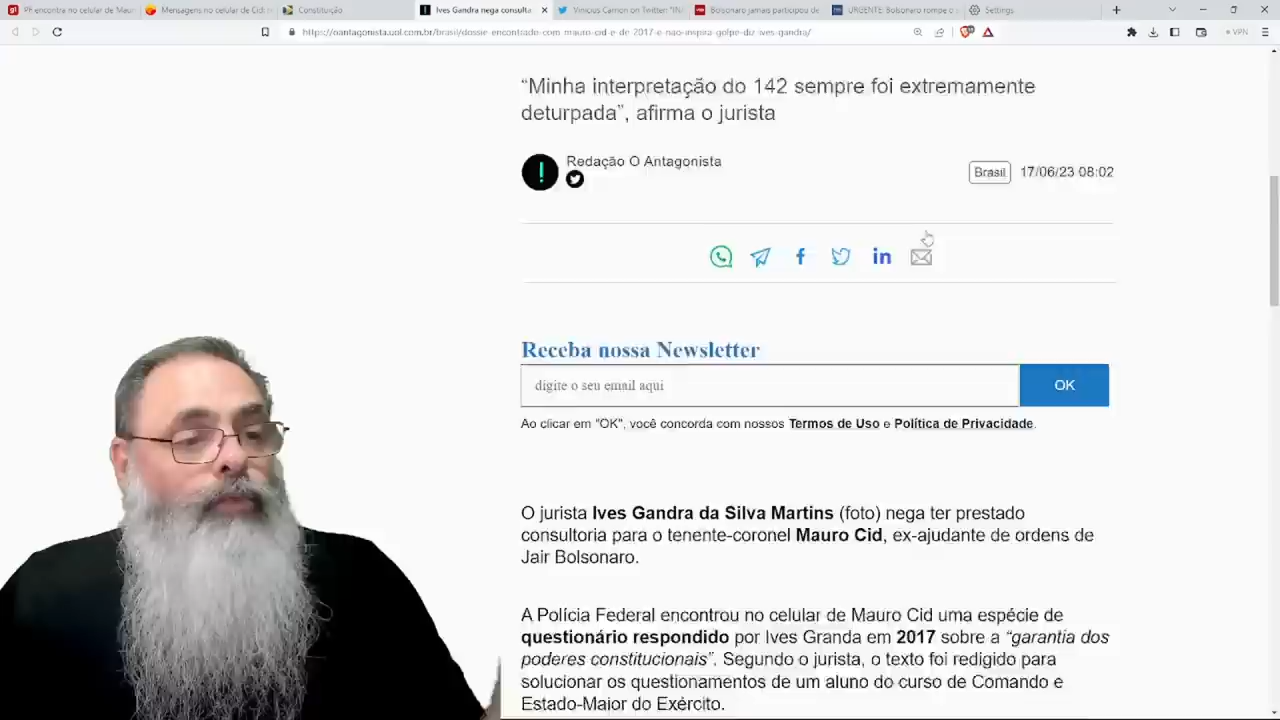 PF encontra no celular de Maur
Mensagens no celular de Cid: n
Constituição
Ives Gandra nega consulta
Vinicius Carrion on Twitter "IN
Bolsonaro jamais participou de
URGENTE: Bolsonaro rompe o s
Settings
https://oantagonista.uol.com.br/brasil/dossie-encontrado-com-mauro-cid-e-de-2017-e-nao-inspira-golpe-diz-ives-gandra/
VPN
“Minha interpretação do 142 sempre foi extremamente
deturpada”, afirma o jurista
Redação O Antagonista
Brasil 17/06/23 08:02
Receba nossa Newsletter
digite o seu email aqui
OK
Ao clicar em "OK", você concorda com nossos Termos de Uso e Política de Privacidade.
O jurista Ives Gandra da Silva Martins (foto) nega ter prestado
consultoria para o tenente-coronel Mauro Cid, ex-ajudante de ordens de
Jair Bolsonaro.
A Polícia Federal encontrou no celular de Mauro Cid uma espécie de
questionário respondido por Ives Granda em 2017 sobre a “garantia dos
poderes constitucionais”. Segundo o jurista, o texto foi redigido para
solucionar os questionamentos de um aluno do curso de Comando e
Estado-Maior do Exército.